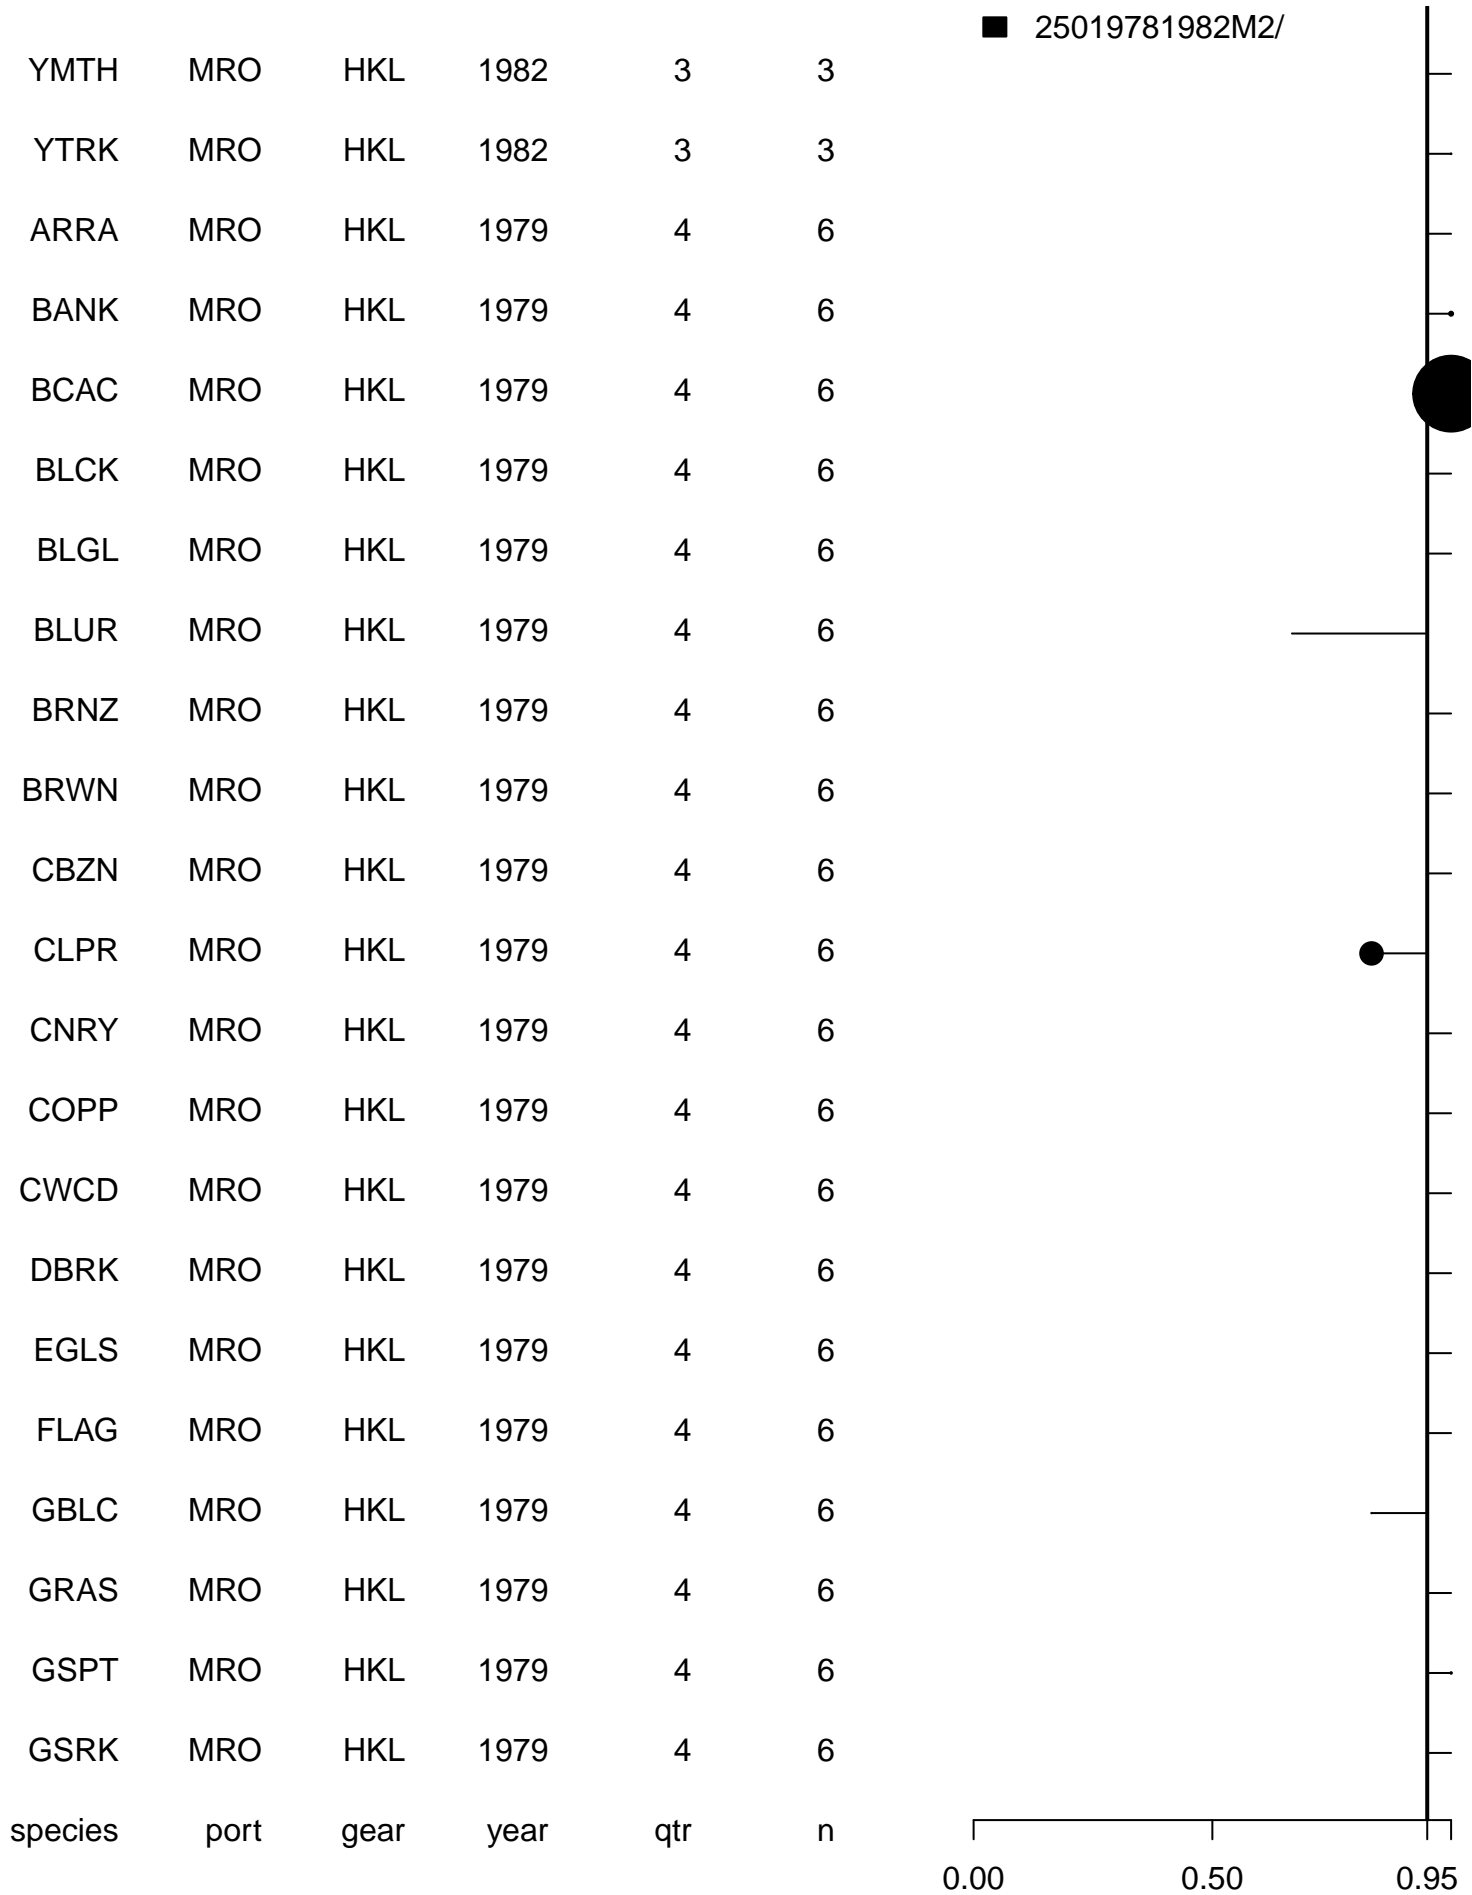 25019781982M2/
YMTH MRO HKL 1982 3 3
YTRK MRO HKL 1982 3 3
ARRA MRO HKL 1979 4 6
BANK MRO HKL 1979 4 6
BCAC MRO HKL 1979 4 6
BLCK MRO HKL 1979 4 6
BLGL MRO HKL 1979 4 6
BLUR MRO HKL 1979 4 6
BRNZ MRO HKL 1979 4 6
BRWN MRO HKL 1979 4 6
CBZN MRO HKL 1979 4 6
CLPR MRO HKL 1979 4 6
CNRY MRO HKL 1979 4 6
COPP MRO HKL 1979 4 6
CWCD MRO HKL 1979 4 6
DBRK MRO HKL 1979 4 6
EGLS MRO HKL 1979 4 6
FLAG MRO HKL 1979 4 6
GBLC MRO HKL 1979 4 6
GRAS MRO HKL 1979 4 6
GSPT MRO HKL 1979 4 6
GSRK MRO HKL 1979 4 6
species port gear year qtr n
0.00 0.50 0.95